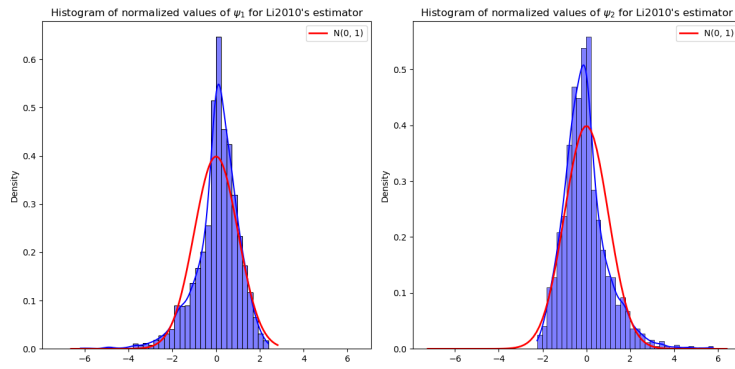 Histogram of normalized values of ψ₁ for Li2010's estimator
N(0, 1)
Density
0.6
0.5
0.4
0.3
0.2
0.1
0.0
−6 −4 −2 0 2 4 6
Histogram of normalized values of ψ₂ for Li2010's estimator
N(0, 1)
Density
0.5
0.4
0.3
0.2
0.1
0.0
−6 −4 −2 0 2 4 6